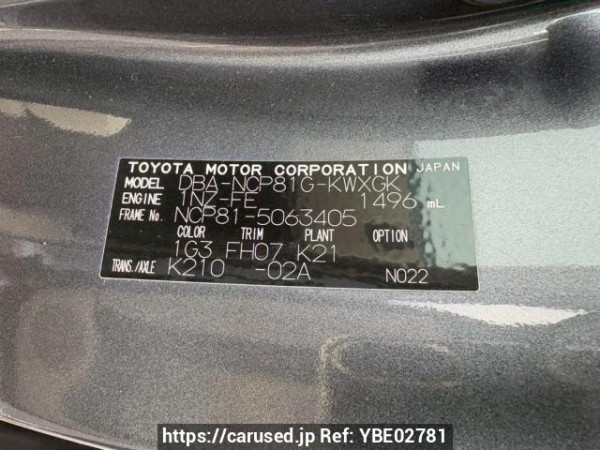 TOYOTA MOTOR CORPORATION JAPAN
MODEL DBA-NCP81G-KWXGK
ENGINE 1NZ-FE 1496 mL
FRAME No. NCP81-5063405
COLOR TRIM PLANT OPTION
1G3 FH07 K21
TRANS./AXLE K210 -02A N022
https://carused.jp Ref: YBE02781